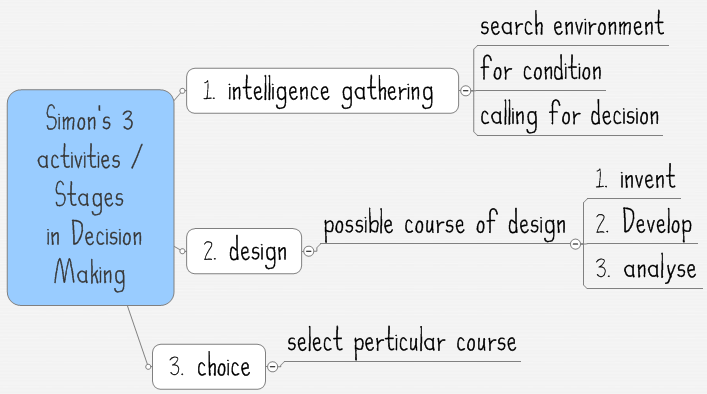 Simon's 3
activities /
Stages
in Decision
Making
1. intelligence gathering
search environment
for condition
calling for decision
2. design
possible course of design
1. invent
2. Develop
3. analyse
3. choice
select perticular course